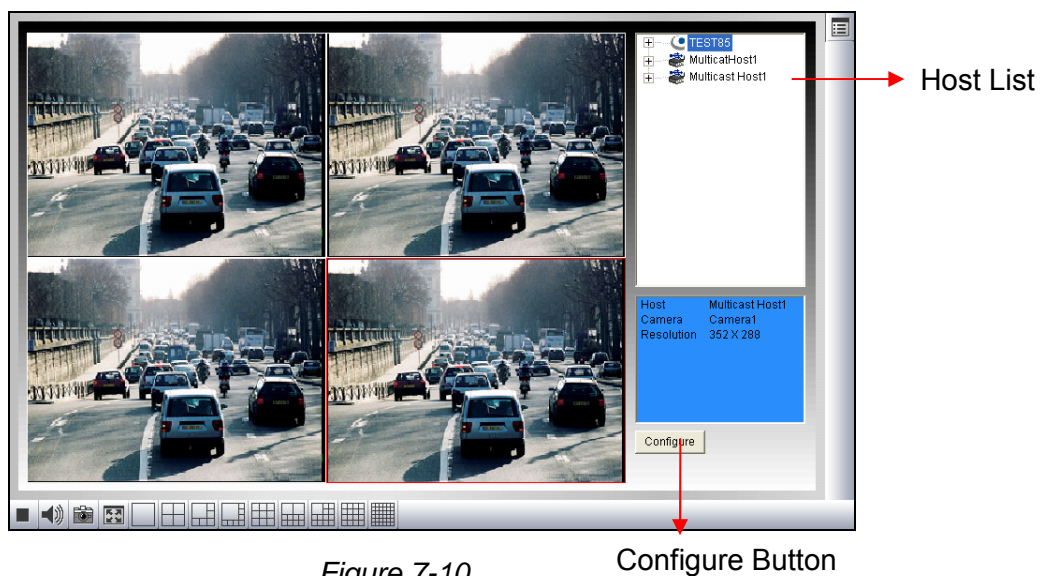 TEST85
MulticatHost1
Multicast Host1
Host List
Host Multicast Host1
Camera Camera1
Resolution 352 X 288
Configure
Configure Button
Figure 7-10